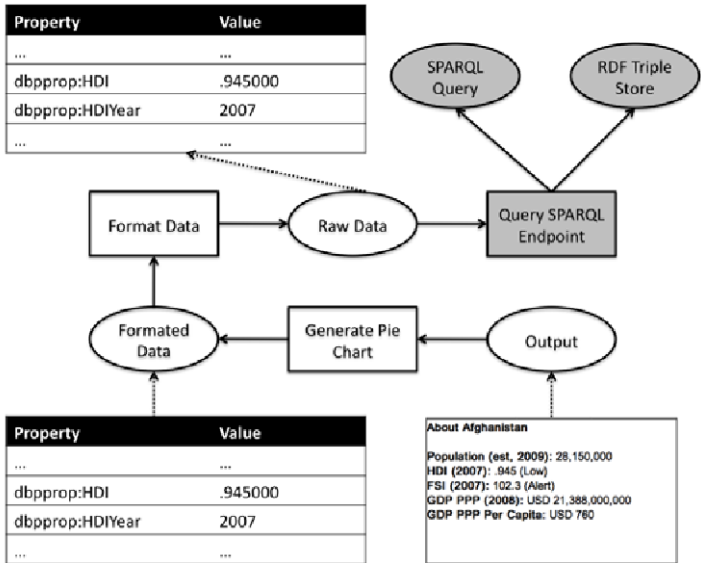 Property Value
... ...
dbpprop:HDI .945000
dbpprop:HDIYear 2007
... ...
SPARQL
Query
RDF Triple
Store
Format Data
Raw Data
Query SPARQL
Endpoint
Formated
Data
Generate Pie
Chart
Output
Property Value
... ...
dbpprop:HDI .945000
dbpprop:HDIYear 2007
... ...
About Afghanistan
Population (est, 2009): 28,150,000
HDI (2007): .945 (Low)
FSI (2007): 102.3 (Alert)
GDP PPP (2008): USD 21,388,000,000
GDP PPP Per Capita: USD 760